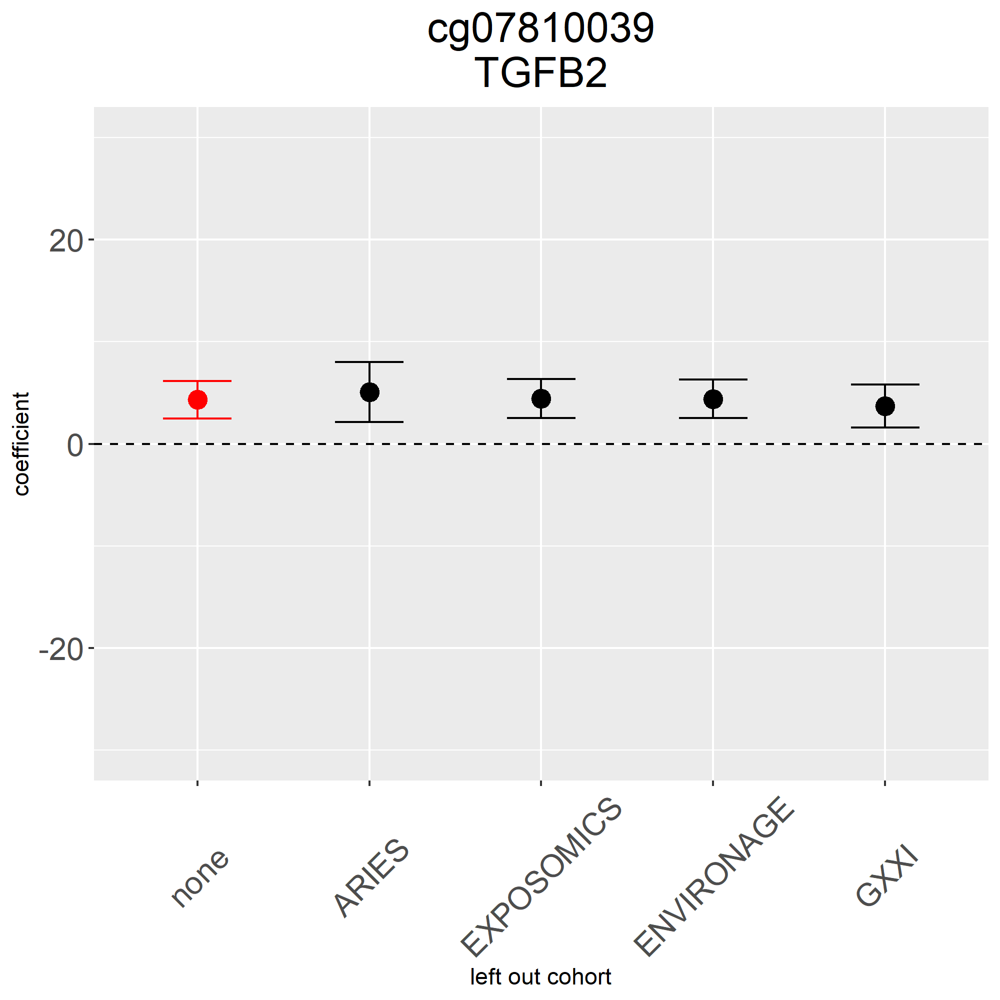 cg07810039
TGFB2
coefficient
20
0
-20
none
ARIES
EXPOSOMICS
ENVIRONAGE
GXXI
left out cohort